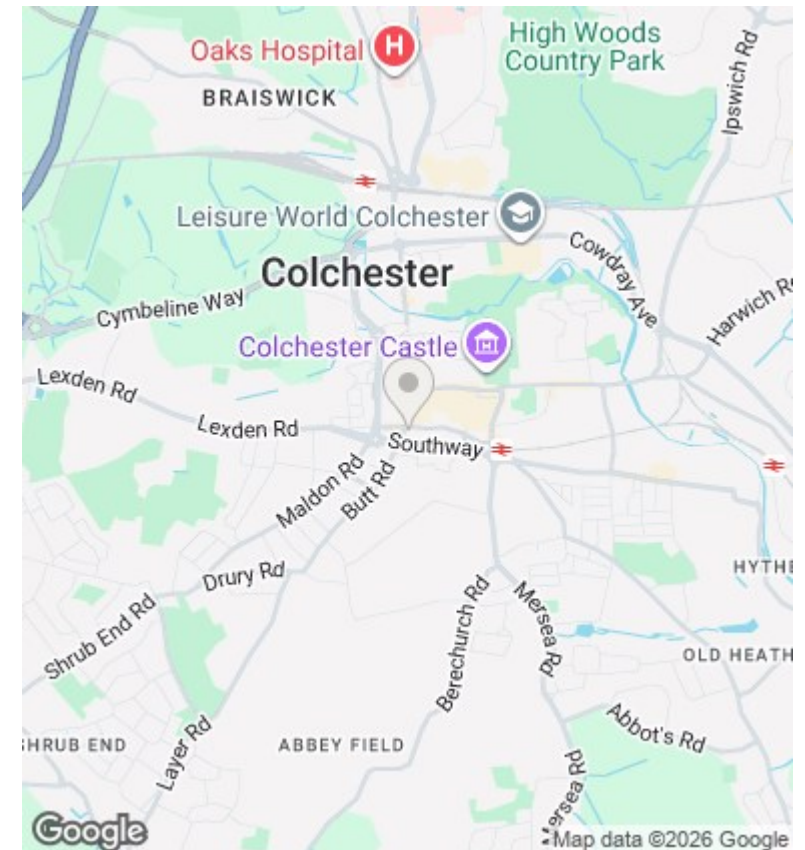 Oaks Hospital
H
High Woods
Country Park
Ipswich Rd
BRAISWICK
Leisure World Colchester
Cowdray Ave
Colchester
Harwich Rd
Cymbeline Way
Colchester Castle
Lexden Rd
Lexden Rd
Southway
Maldon Rd
Butt Rd
Drury Rd
HYTHE
Shrub End Rd
Berechurch Rd
Mersea Rd
OLD HEATH
Layer Rd
Abbot's Rd
SHRUB END
ABBEY FIELD
Mersea Rd
Google
Map data ©2026 Google